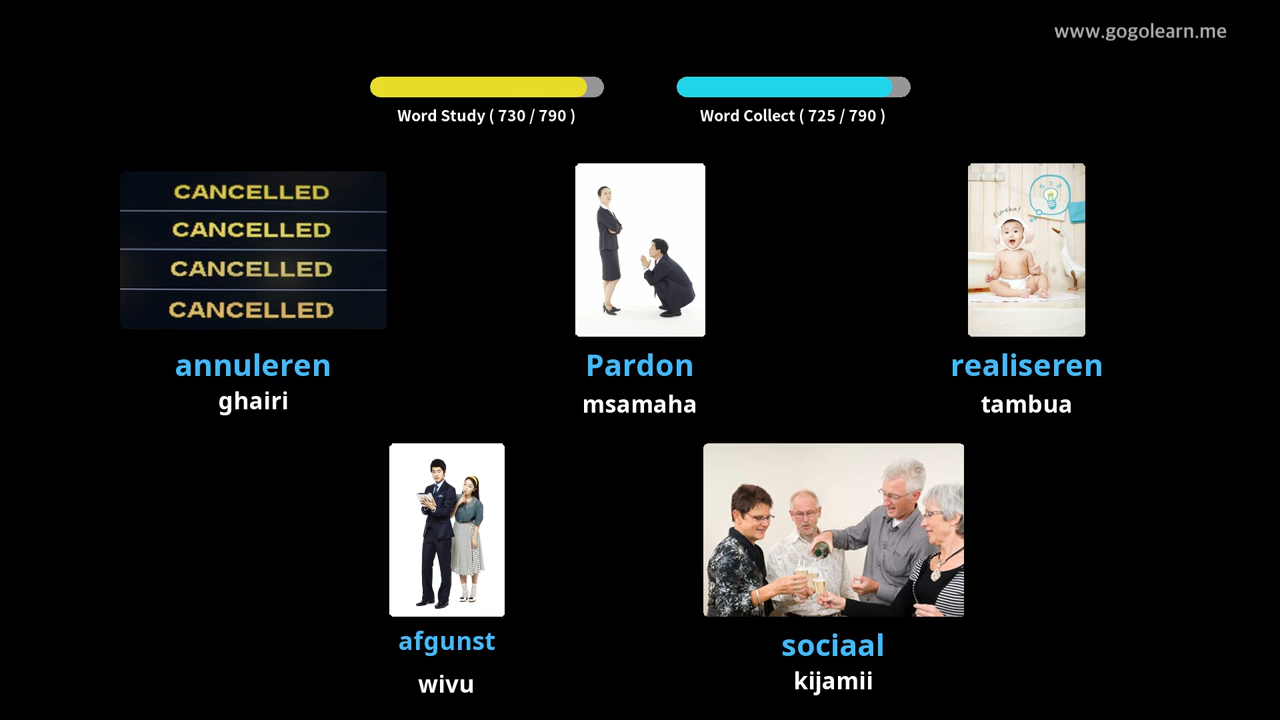 www.gogolearn.me
Word Study ( 730 / 790 )
Word Collect ( 725 / 790 )
CANCELLED
CANCELLED
CANCELLED
CANCELLED
Eureka!
annuleren
ghairi
Pardon
msamaha
realiseren
tambua
afgunst
wivu
sociaal
kijamii